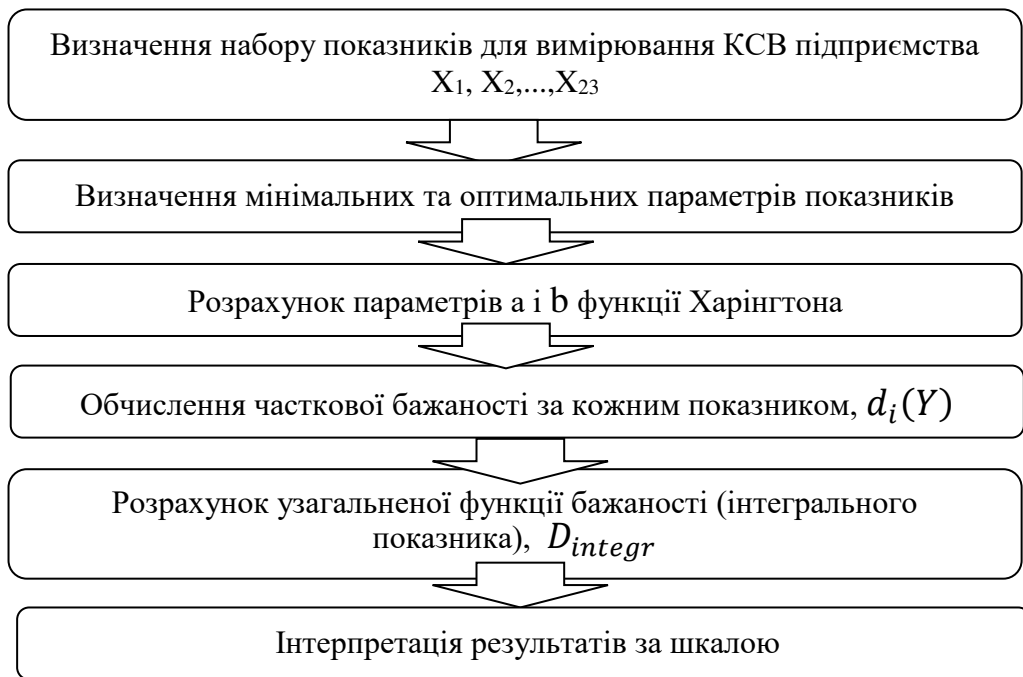 Визначення набору показників для вимірювання КСВ підприємства
X₁, X₂,...,X₂₃
Визначення мінімальних та оптимальних параметрів показників
Розрахунок параметрів a і b функції Харінгтона
Обчислення часткової бажаності за кожним показником, dᵢ(Y)
Розрахунок узагальненої функції бажаності (інтегрального
показника), D_integr
Інтерпретація результатів за шкалою